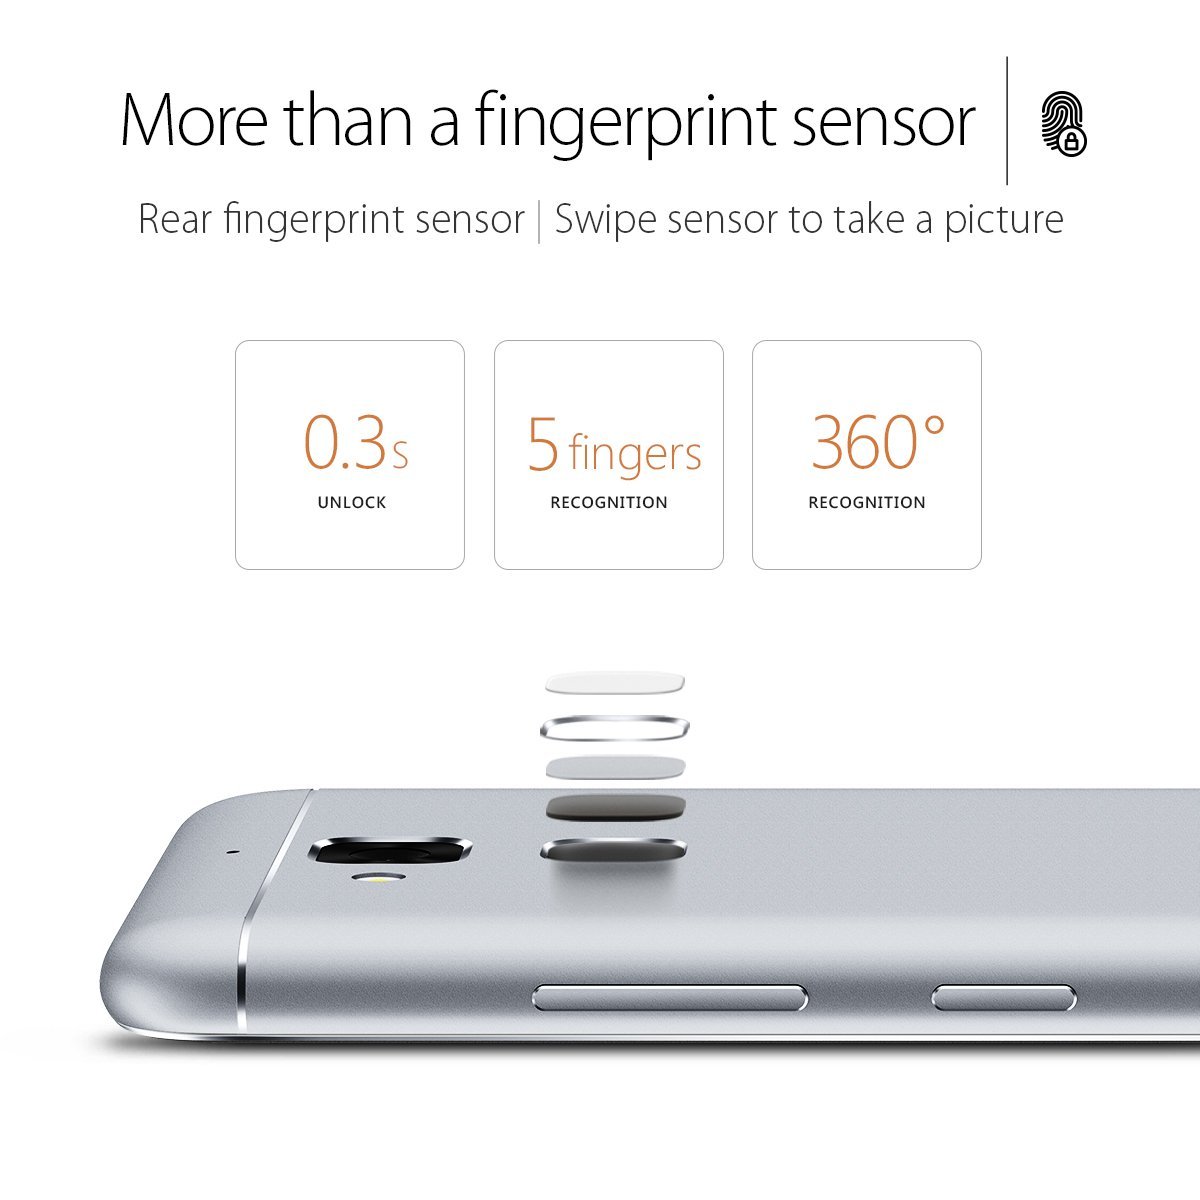 More than a fingerprint sensor
Rear fingerprint sensor | Swipe sensor to take a picture
0.3s
UNLOCK
5 fingers
RECOGNITION
360°
RECOGNITION